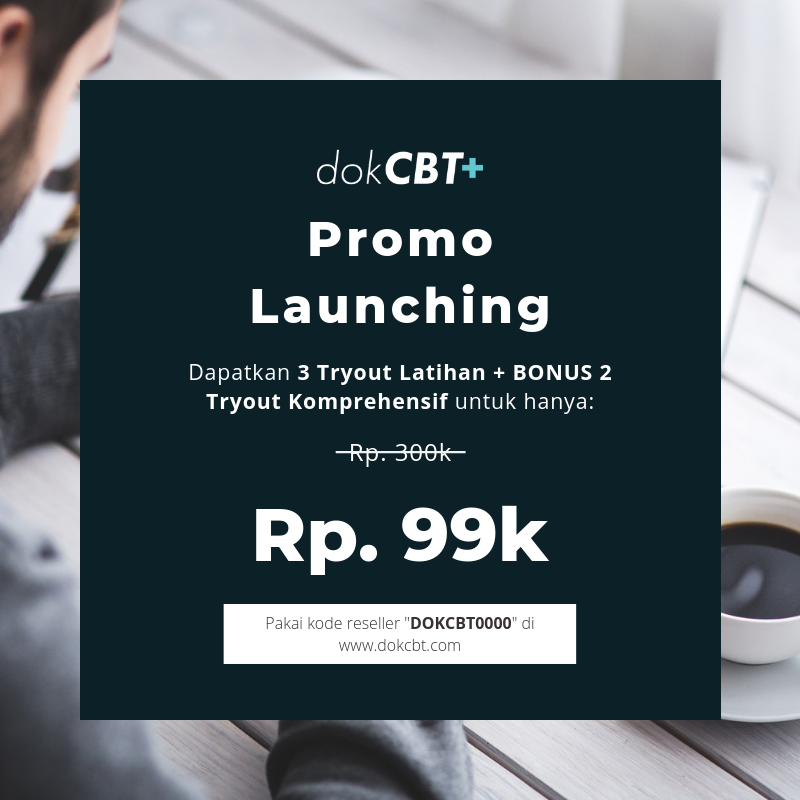 dokCBT+
Promo
Launching
Dapatkan 3 Tryout Latihan + BONUS 2
Tryout Komprehensif untuk hanya:
Rp. 300k
Rp. 99k
Pakai kode reseller "DOKCBT0000" di
www.dokcbt.com